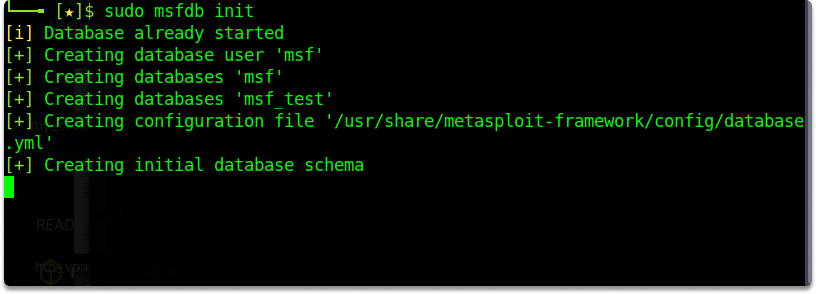 [★]$ sudo msfdb init
[i] Database already started
[+] Creating database user 'msf'
[+] Creating databases 'msf'
[+] Creating databases 'msf_test'
[+] Creating configuration file '/usr/share/metasploit-framework/config/database
.yml'
[+] Creating initial database schema
READ